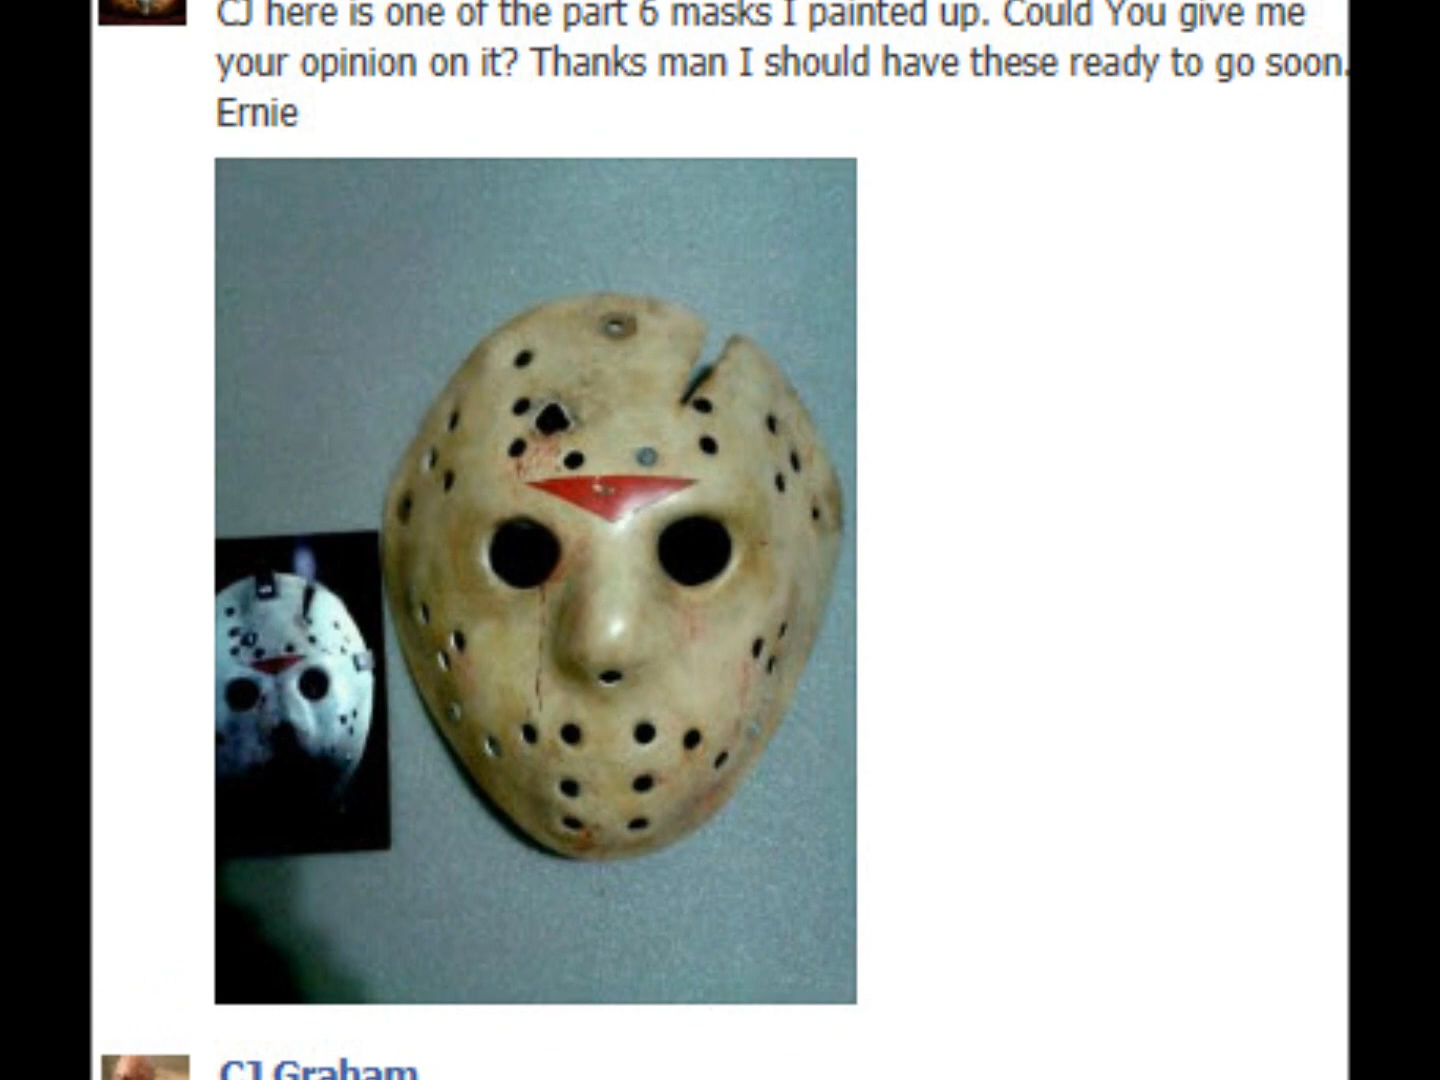 CJ here is one of the part 6 masks I painted up. Could You give me
your opinion on it? Thanks man I should have these ready to go soon.
Ernie
CJ Graham